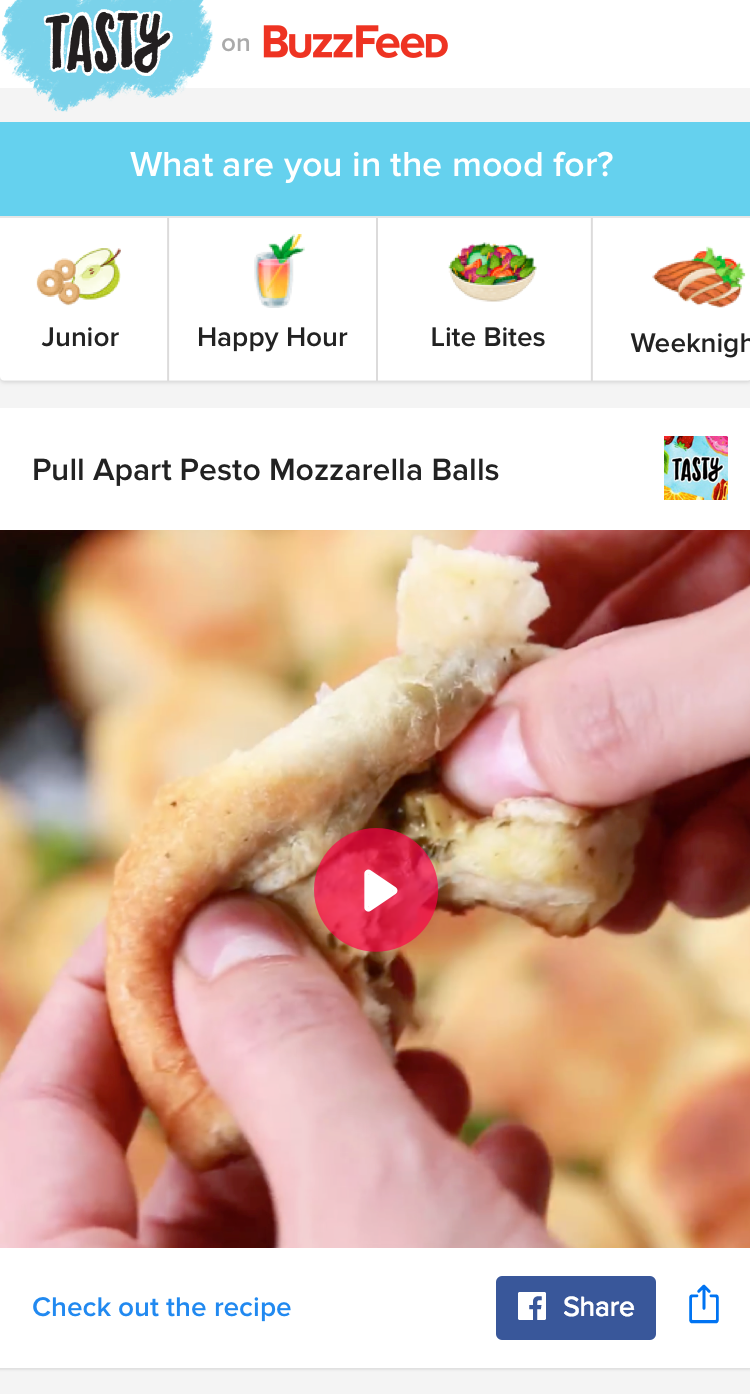 TASTY on BuzzFeeD
What are you in the mood for?
Junior
Happy Hour
Lite Bites
Weeknigh
Pull Apart Pesto Mozzarella Balls
TASTY
Check out the recipe
Share